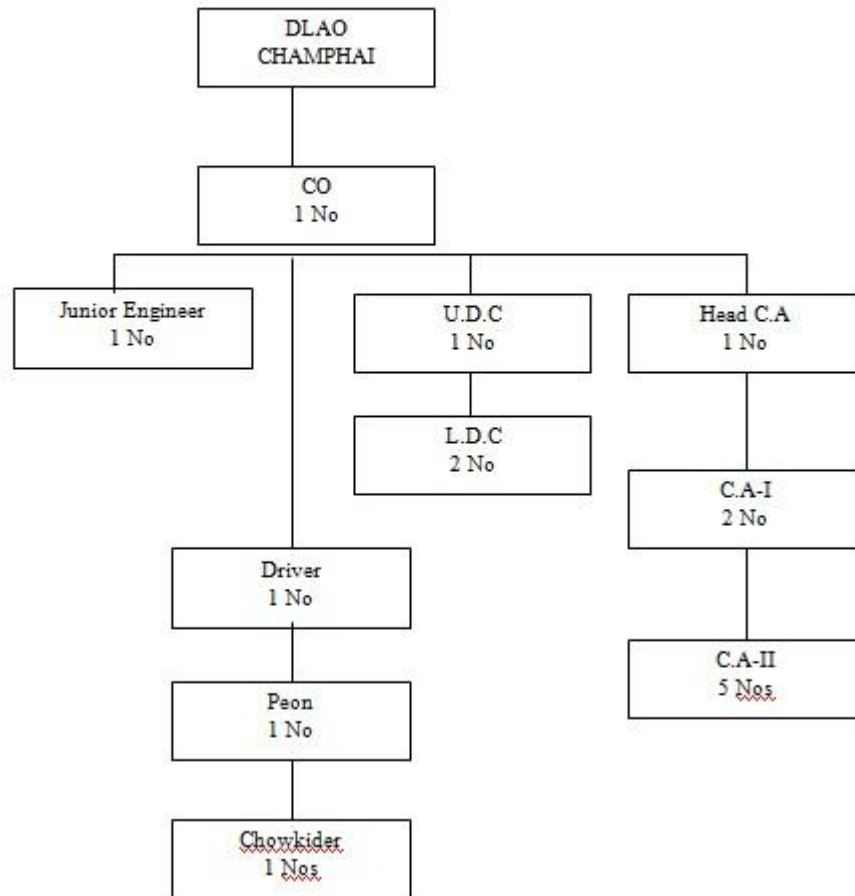 DLAO
CHAMPHAI
CO
1 No
Junior Engineer
1 No
U.D.C
1 No
Head C.A
1 No
L.D.C
2 No
C.A-I
2 No
Driver
1 No
C.A-II
5 Nos
Peon
1 No
Chowkider
1 Nos